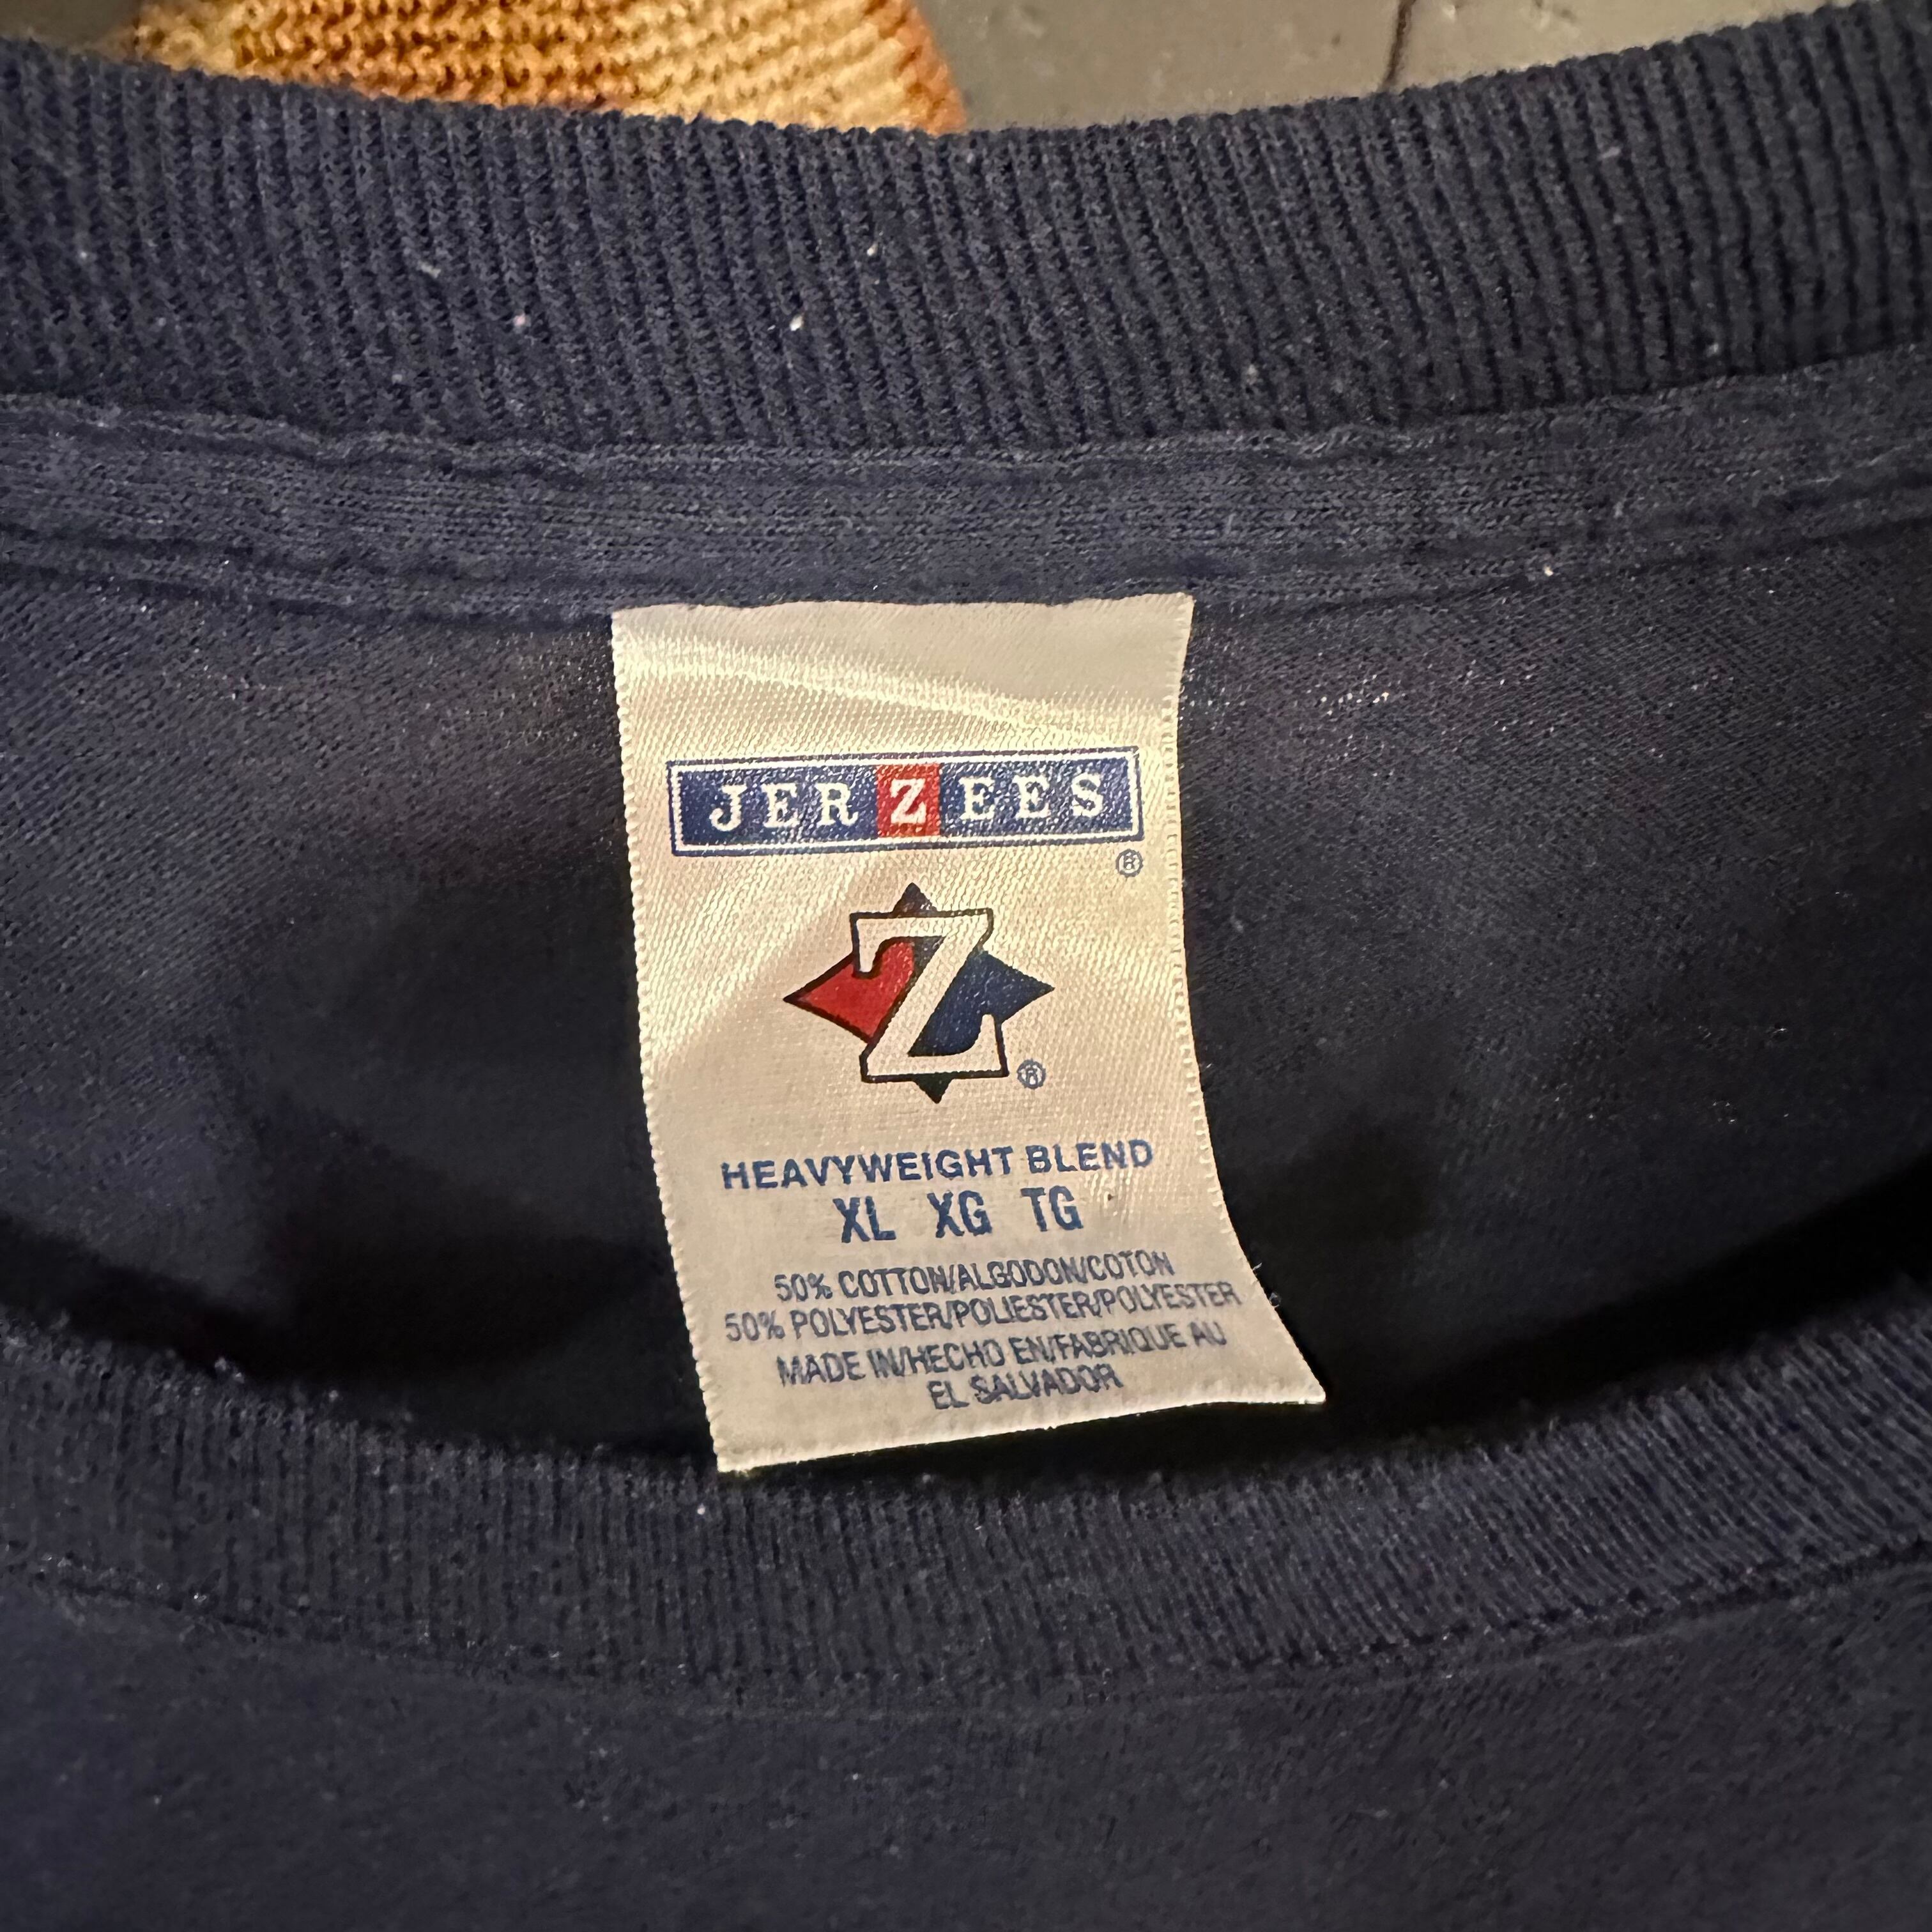 JERZEES
®
Z
®
HEAVYWEIGHT BLEND
XL XG TG
50% COTTON/ALGODON/COTON
50% POLYESTER/POLIESTER/POLYESTER
MADE IN/HECHO EN/FABRIQUE AU
EL SALVADOR